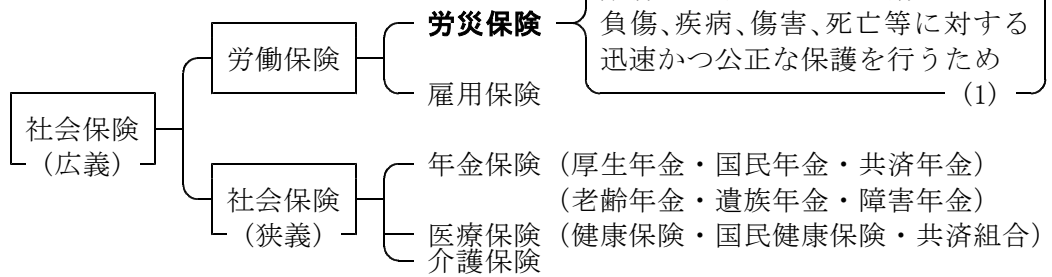 労災保険
負傷、疾病、傷害、死亡等に対する
迅速かつ公正な保護を行うため
(1)
労働保険
雇用保険
社会保険
(広義)
年金保険 (厚生年金・国民年金・共済年金)
(老齢年金・遺族年金・障害年金)
社会保険
(狭義)
医療保険 (健康保険・国民健康保険・共済組合)
介護保険